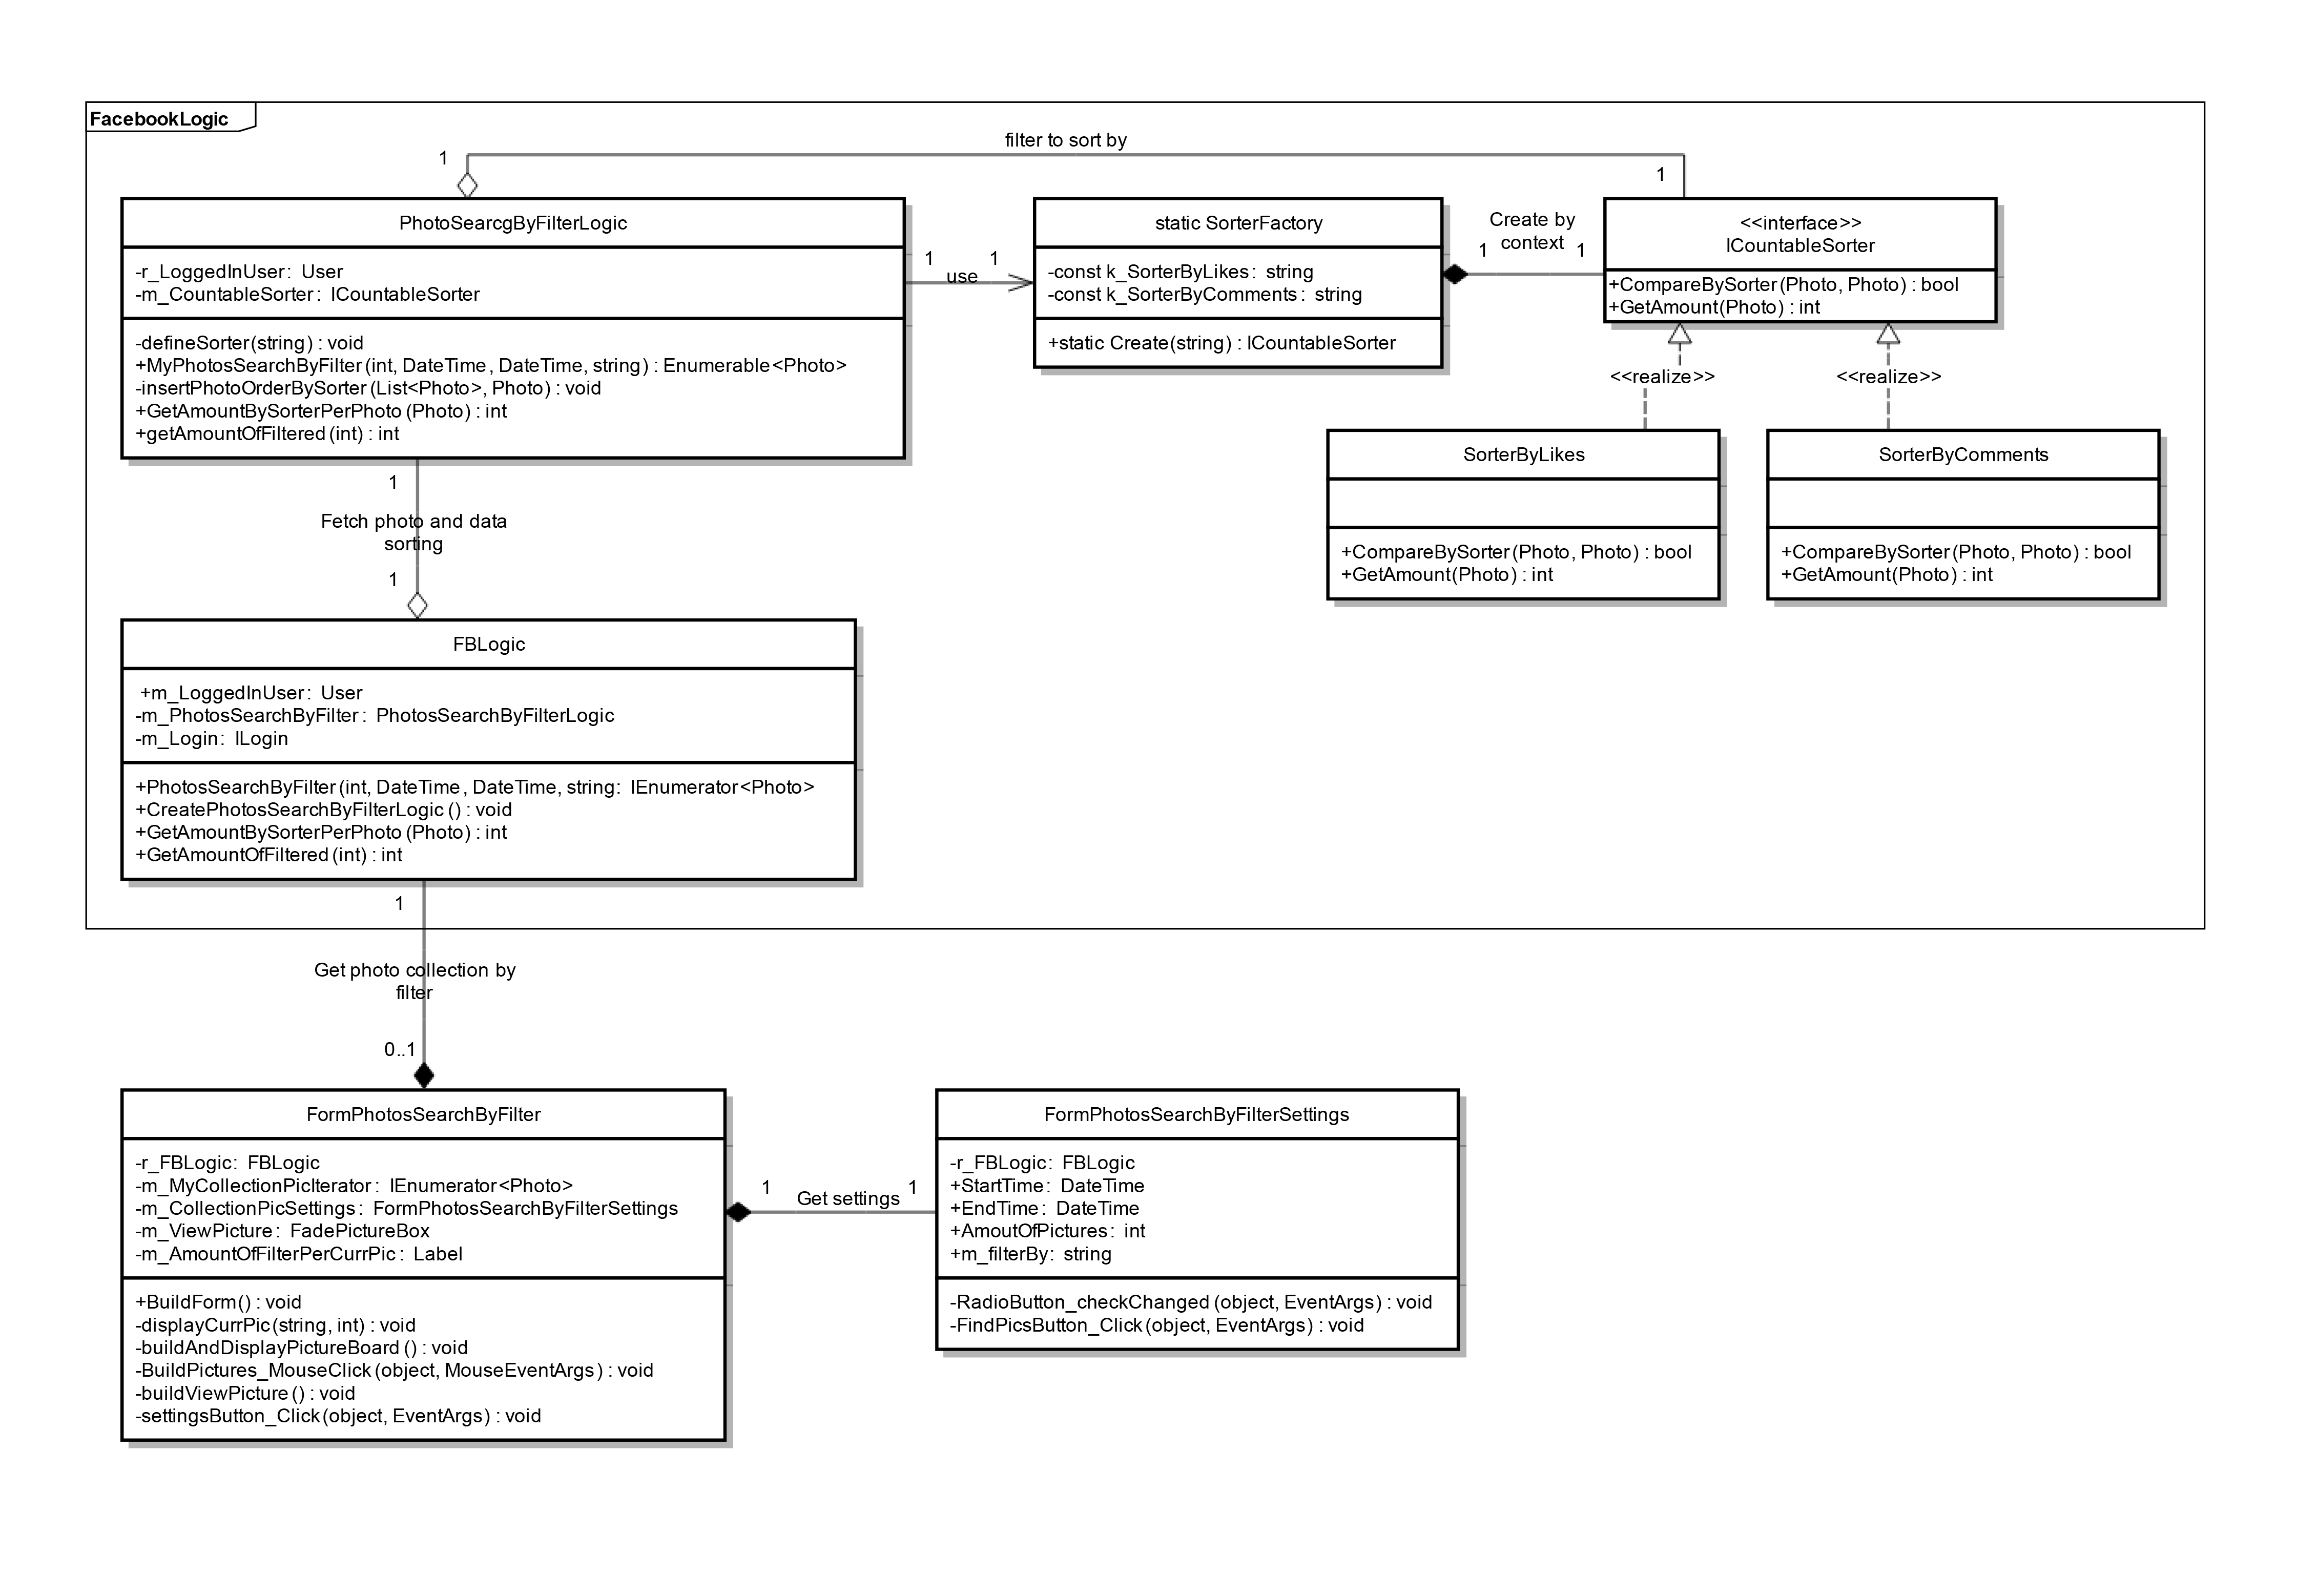 FacebookLogic
filter to sort by
1
1
PhotoSearcgByFilterLogic
-r_LoggedInUser: User
-m_CountableSorter: ICountableSorter
-defineSorter(string) : void
+MyPhotosSearchByFilter(int, DateTime, DateTime, string) : Enumerable<Photo>
-insertPhotoOrderBySorter(List<Photo>, Photo) : void
+GetAmountBySorterPerPhoto(Photo) : int
+getAmountOfFiltered(int) : int
1
use
1
static SorterFactory
-const k_SorterByLikes: string
-const k_SorterByComments: string
+static Create(string) : ICountableSorter
Create by
context
1
1
<<interface>>
ICountableSorter
+CompareBySorter(Photo, Photo) : bool
+GetAmount(Photo) : int
<<realize>>
<<realize>>
SorterByLikes
+CompareBySorter(Photo, Photo) : bool
+GetAmount(Photo) : int
SorterByComments
+CompareBySorter(Photo, Photo) : bool
+GetAmount(Photo) : int
1
Fetch photo and data
sorting
1
FBLogic
+m_LoggedInUser: User
-m_PhotosSearchByFilter: PhotosSearchByFilterLogic
-m_Login: ILogin
+PhotosSearchByFilter(int, DateTime, DateTime, string: IEnumerator<Photo>
+CreatePhotosSearchByFilterLogic() : void
+GetAmountBySorterPerPhoto(Photo) : int
+GetAmountOfFiltered(int) : int
1
Get photo collection by
filter
0..1
FormPhotosSearchByFilter
-r_FBLogic: FBLogic
-m_MyCollectionPicIterator: IEnumerator<Photo>
-m_CollectionPicSettings: FormPhotosSearchByFilterSettings
-m_ViewPicture: FadePictureBox
-m_AmountOfFilterPerCurrPic: Label
+BuildForm() : void
-displayCurrPic(string, int) : void
-buildAndDisplayPictureBoard() : void
-BuildPictures_MouseClick(object, MouseEventArgs) : void
-buildViewPicture() : void
-settingsButton_Click(object, EventArgs) : void
1
Get settings
1
FormPhotosSearchByFilterSettings
-r_FBLogic: FBLogic
+StartTime: DateTime
+EndTime: DateTime
+AmoutOfPictures: int
+m_filterBy: string
-RadioButton_checkChanged(object, EventArgs) : void
-FindPicsButton_Click(object, EventArgs) : void